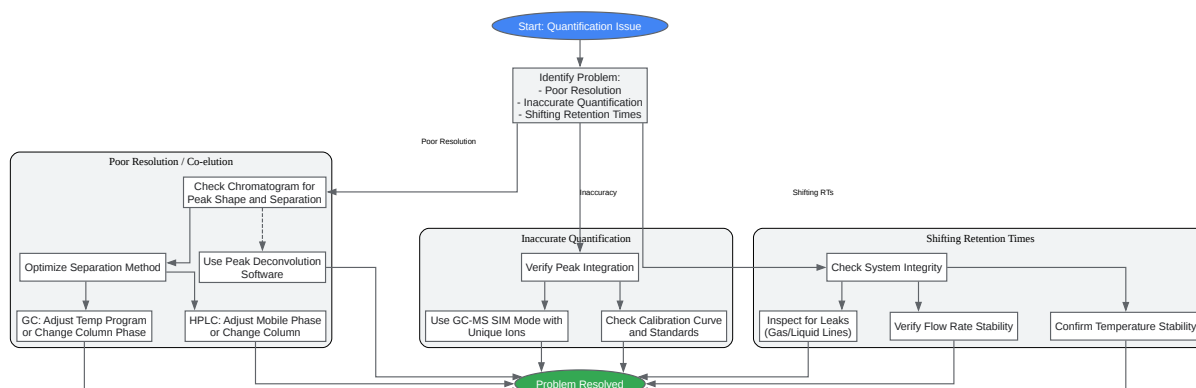 Start: Quantification Issue
Identify Problem:
- Poor Resolution
- Inaccurate Quantification
- Shifting Retention Times
Poor Resolution
Inaccuracy
Shifting RTs
Poor Resolution / Co-elution
Check Chromatogram for
Peak Shape and Separation
Optimize Separation Method
Use Peak Deconvolution
Software
GC: Adjust Temp Program
or Change Column Phase
HPLC: Adjust Mobile Phase
or Change Column
Inaccurate Quantification
Verify Peak Integration
Use GC-MS SIM Mode with
Unique Ions
Check Calibration Curve
and Standards
Shifting Retention Times
Check System Integrity
Inspect for Leaks
(Gas/Liquid Lines)
Verify Flow Rate Stability
Confirm Temperature Stability
Problem Resolved